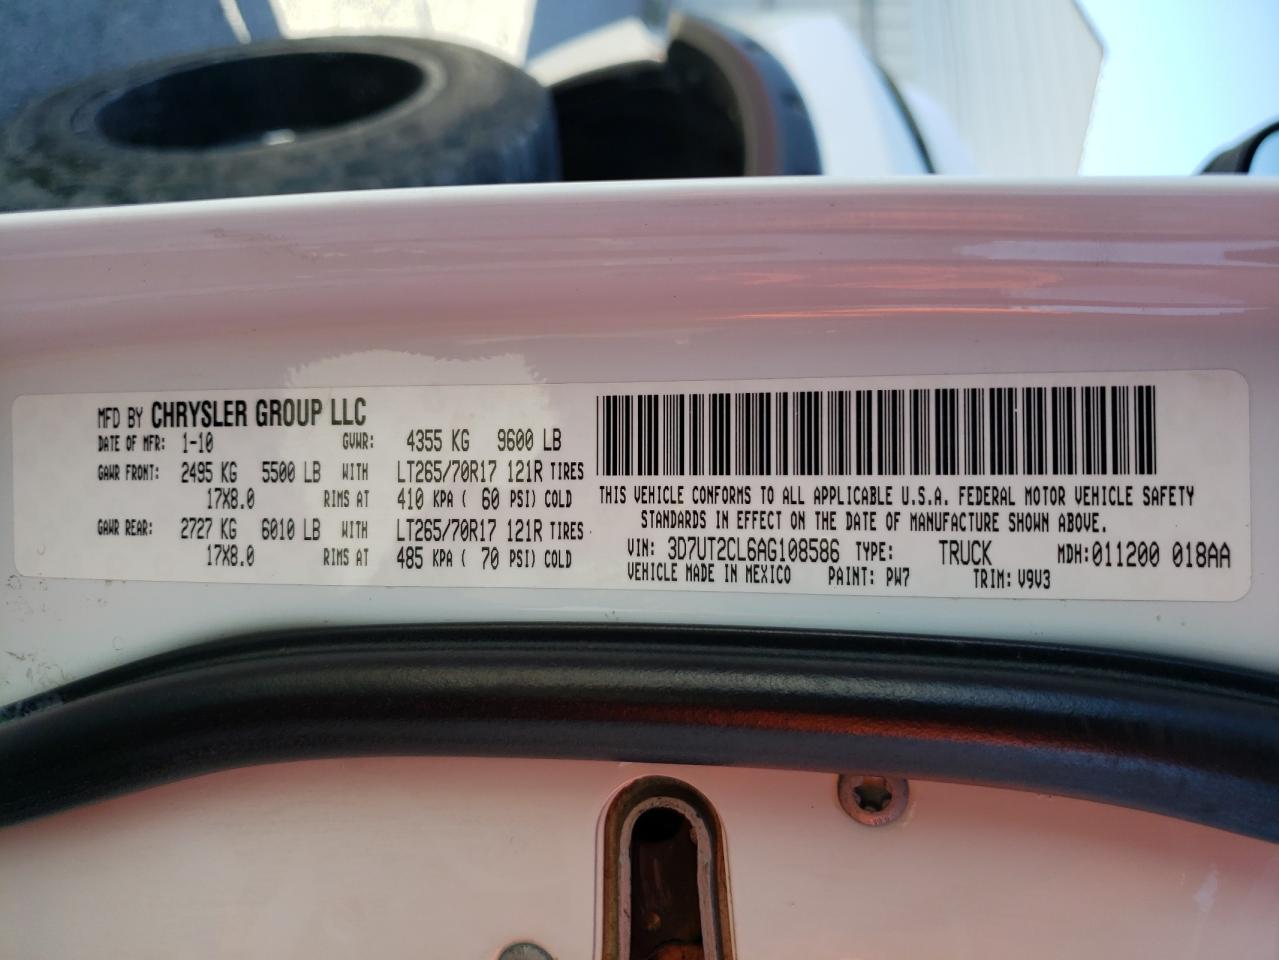 MFD BY CHRYSLER GROUP LLC
DATE OF MFR: 1-10 GVWR: 4355 KG 9600 LB
GAWR FRONT: 2495 KG 5500 LB WITH LT265/70R17 121R TIRES
17X8.0 RIMS AT 410 KPA ( 60 PSI) COLD
GAWR REAR: 2727 KG 6010 LB WITH LT265/70R17 121R TIRES
17X8.0 RIMS AT 485 KPA ( 70 PSI) COLD
THIS VEHICLE CONFORMS TO ALL APPLICABLE U.S.A. FEDERAL MOTOR VEHICLE SAFETY
STANDARDS IN EFFECT ON THE DATE OF MANUFACTURE SHOWN ABOVE.
VIN: 3D7UT2CL6AG108586 TYPE: TRUCK MDH:011200 018AA
VEHICLE MADE IN MEXICO PAINT: PW7 TRIM: V9V3